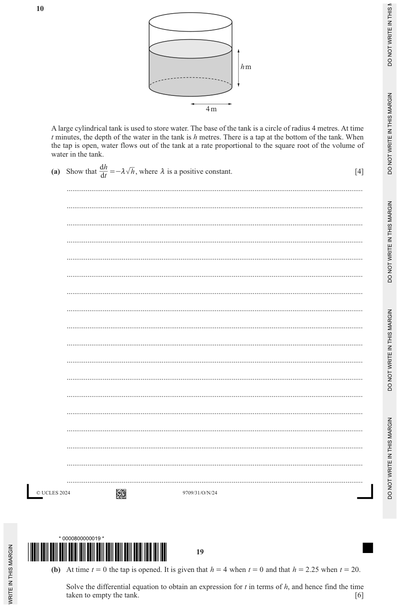 10
h m
4 m
A large cylindrical tank is used to store water. The base of the tank is a circle of radius 4 metres. At time
t minutes, the depth of the water in the tank is h metres. There is a tap at the bottom of the tank. When
the tap is open, water flows out of the tank at a rate proportional to the square root of the volume of
water in the tank.
(a) Show that dh/dt = −λ√h, where λ is a positive constant. [4]
© UCLES 2024 9709/31/O/N/24
DO NOT WRITE IN THIS MARGIN
DO NOT WRITE IN THIS MARGIN
DO NOT WRITE IN THIS MARGIN
DO NOT WRITE IN THIS MARGIN
DO NOT WRITE IN THIS MARGIN
* 0000800000019 *
19
(b) At time t = 0 the tap is opened. It is given that h = 4 when t = 0 and that h = 2.25 when t = 20.
Solve the differential equation to obtain an expression for t in terms of h, and hence find the time
taken to empty the tank. [6]
WRITE IN THIS MARGIN